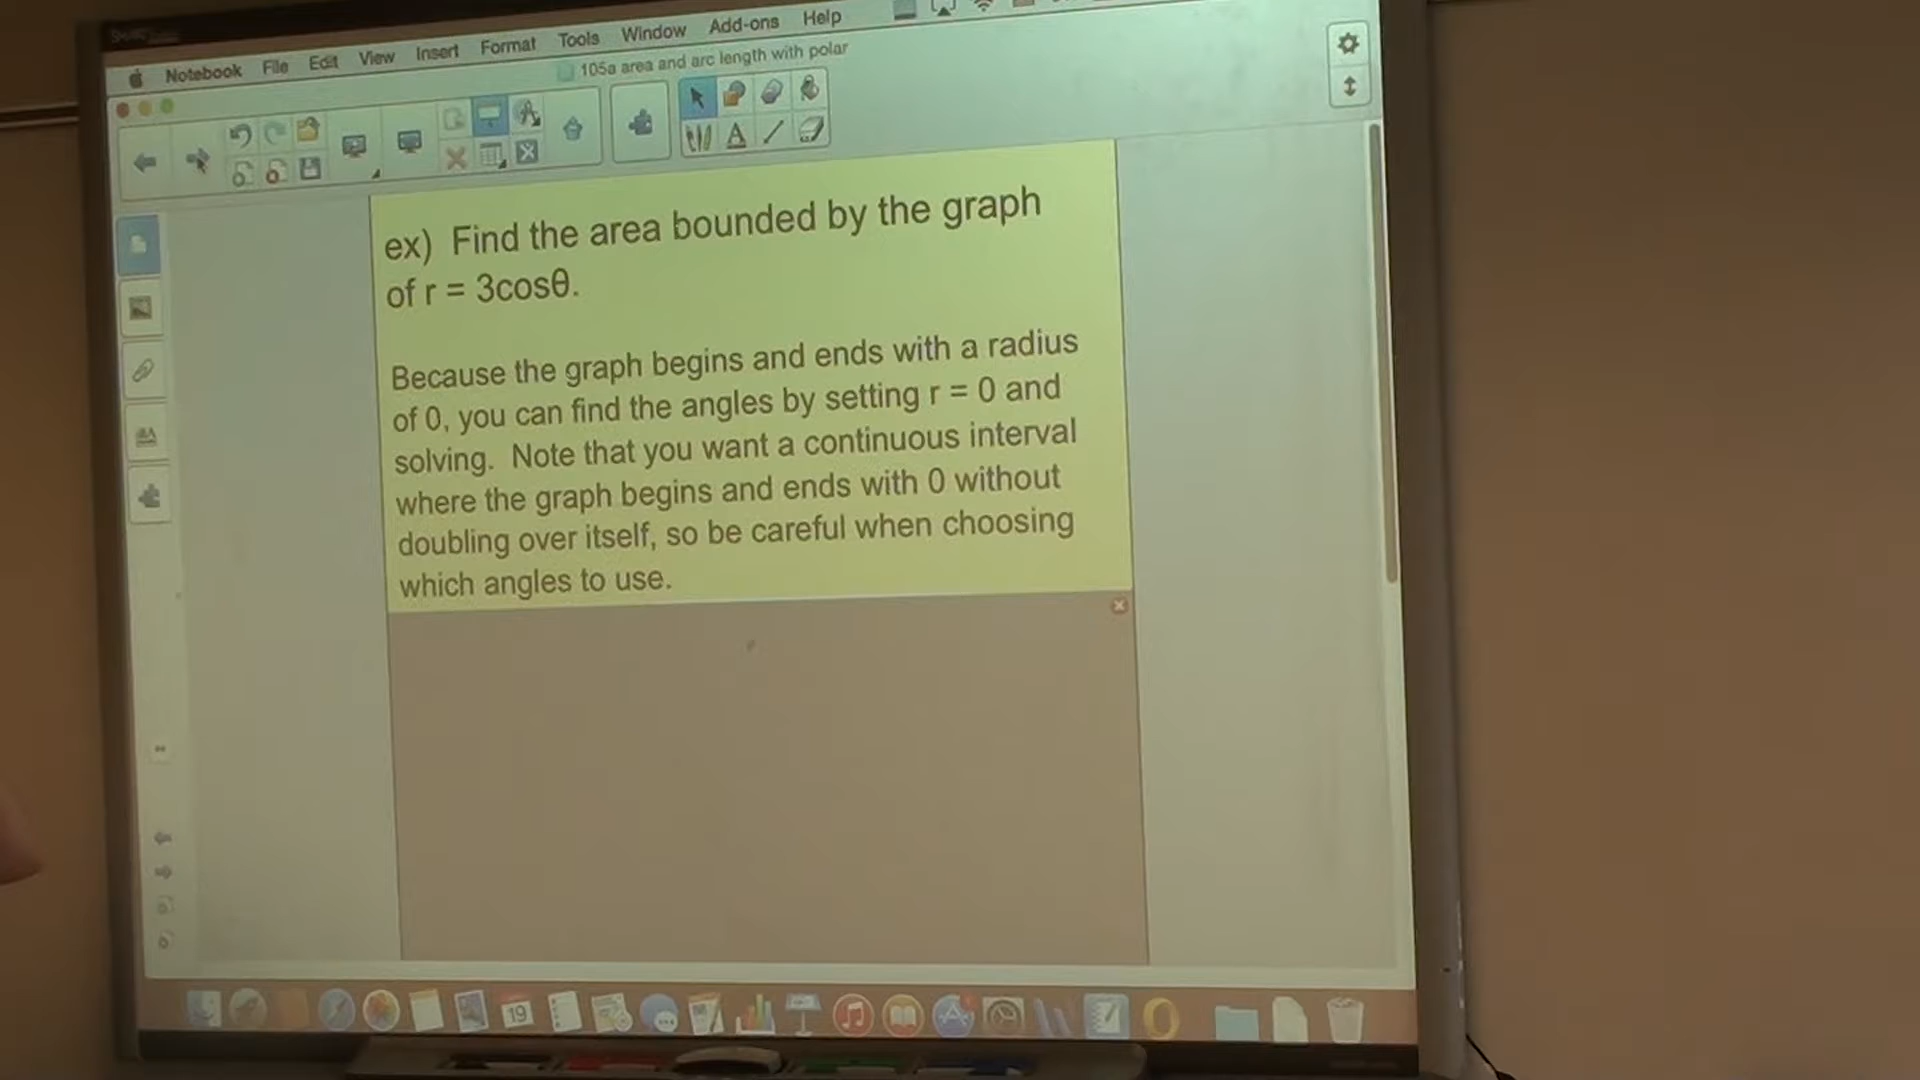 Notebook File Edit View Insert Format Tools Window Add-ons Help
105a area and arc length with polar
ex) Find the area bounded by the graph
of r = 3cosθ.
Because the graph begins and ends with a radius
of 0, you can find the angles by setting r = 0 and
solving. Note that you want a continuous interval
where the graph begins and ends with 0 without
doubling over itself, so be careful when choosing
which angles to use.
19